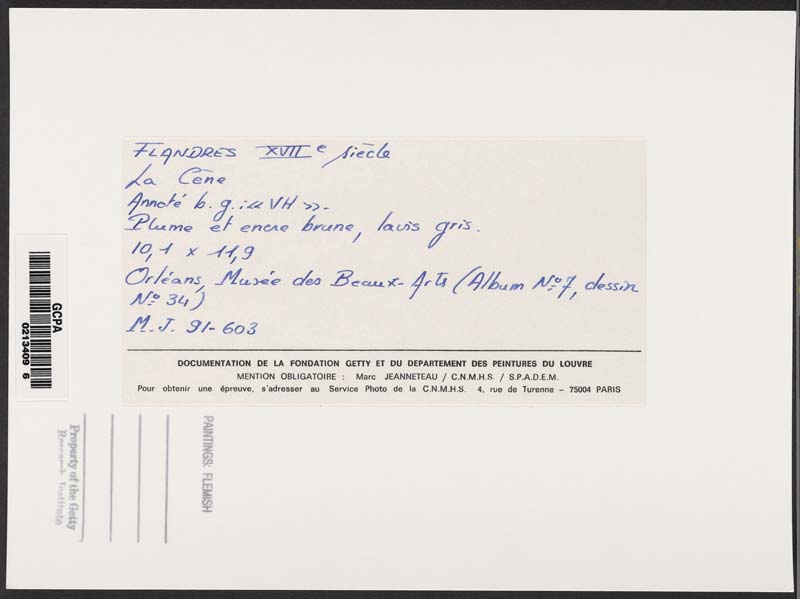 FLANDRES XVIIe siècle
La Cène
Annoté b. g. : « VH ».
Plume et encre brune, lavis gris.
10,1 x 11,9
Orléans, Musée des Beaux-Arts (Album Nº7, dessin
Nº 34)
M.J. 91-603
DOCUMENTATION DE LA FONDATION GETTY ET DU DEPARTEMENT DES PEINTURES DU LOUVRE
MENTION OBLIGATOIRE : Marc JEANNETEAU / C.N.M.H.S. / S.P.A.D.E.M.
Pour obtenir une épreuve, s'adresser au Service Photo de la C.N.M.H.S. 4, rue de Turenne – 75004 PARIS
GCPA
0213409 6
PAINTINGS: FLEMISH
Property of the Getty
Research Institute